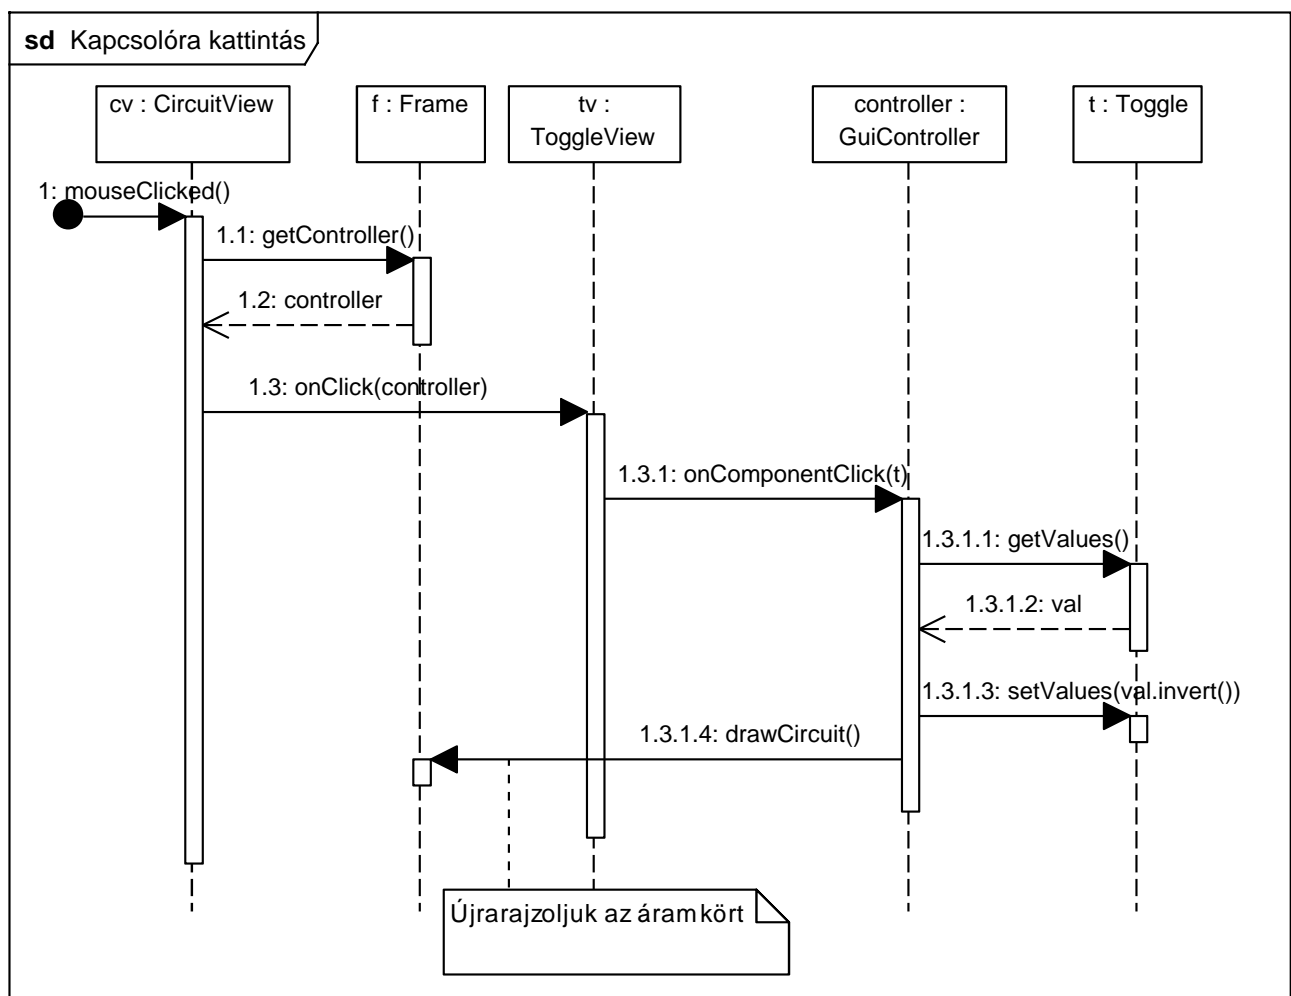 sd Kapcsolóra kattintás
cv : CircuitView
f : Frame
tv :
ToggleView
controller :
GuiController
t : Toggle
1: mouseClicked()
1.1: getController()
1.2: controller
1.3: onClick(controller)
1.3.1: onComponentClick(t)
1.3.1.1: getValues()
1.3.1.2: val
1.3.1.3: setValues(val.invert())
1.3.1.4: drawCircuit()
Újrarajzoljuk az áramkört